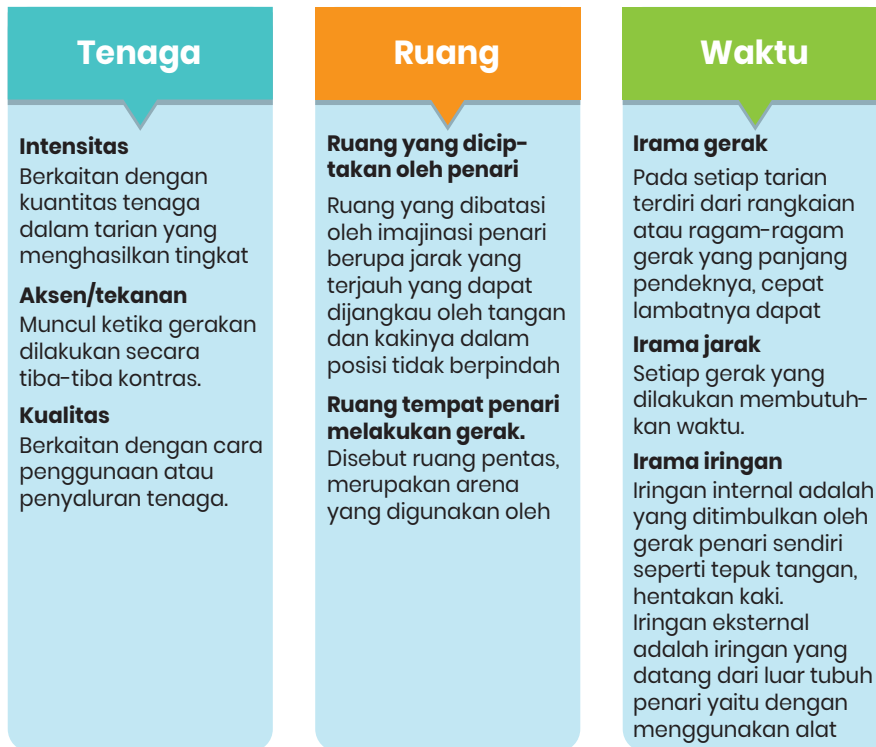 Tenaga
Intensitas
Berkaitan dengan
kuantitas tenaga
dalam tarian yang
menghasilkan tingkat
Aksen/tekanan
Muncul ketika gerakan
dilakukan secara
tiba-tiba kontras.
Kualitas
Berkaitan dengan cara
penggunaan atau
penyaluran tenaga.
Ruang
Ruang yang dicip-
takan oleh penari
Ruang yang dibatasi
oleh imajinasi penari
berupa jarak yang
terjauh yang dapat
dijangkau oleh tangan
dan kakinya dalam
posisi tidak berpindah
Ruang tempat penari
melakukan gerak.
Disebut ruang pentas,
merupakan arena
yang digunakan oleh
Waktu
Irama gerak
Pada setiap tarian
terdiri dari rangkaian
atau ragam-ragam
gerak yang panjang
pendeknya, cepat
lambatnya dapat
Irama jarak
Setiap gerak yang
dilakukan membutuh-
kan waktu.
Irama iringan
Iringan internal adalah
yang ditimbulkan oleh
gerak penari sendiri
seperti tepuk tangan,
hentakan kaki.
Iringan eksternal
adalah iringan yang
datang dari luar tubuh
penari yaitu dengan
menggunakan alat